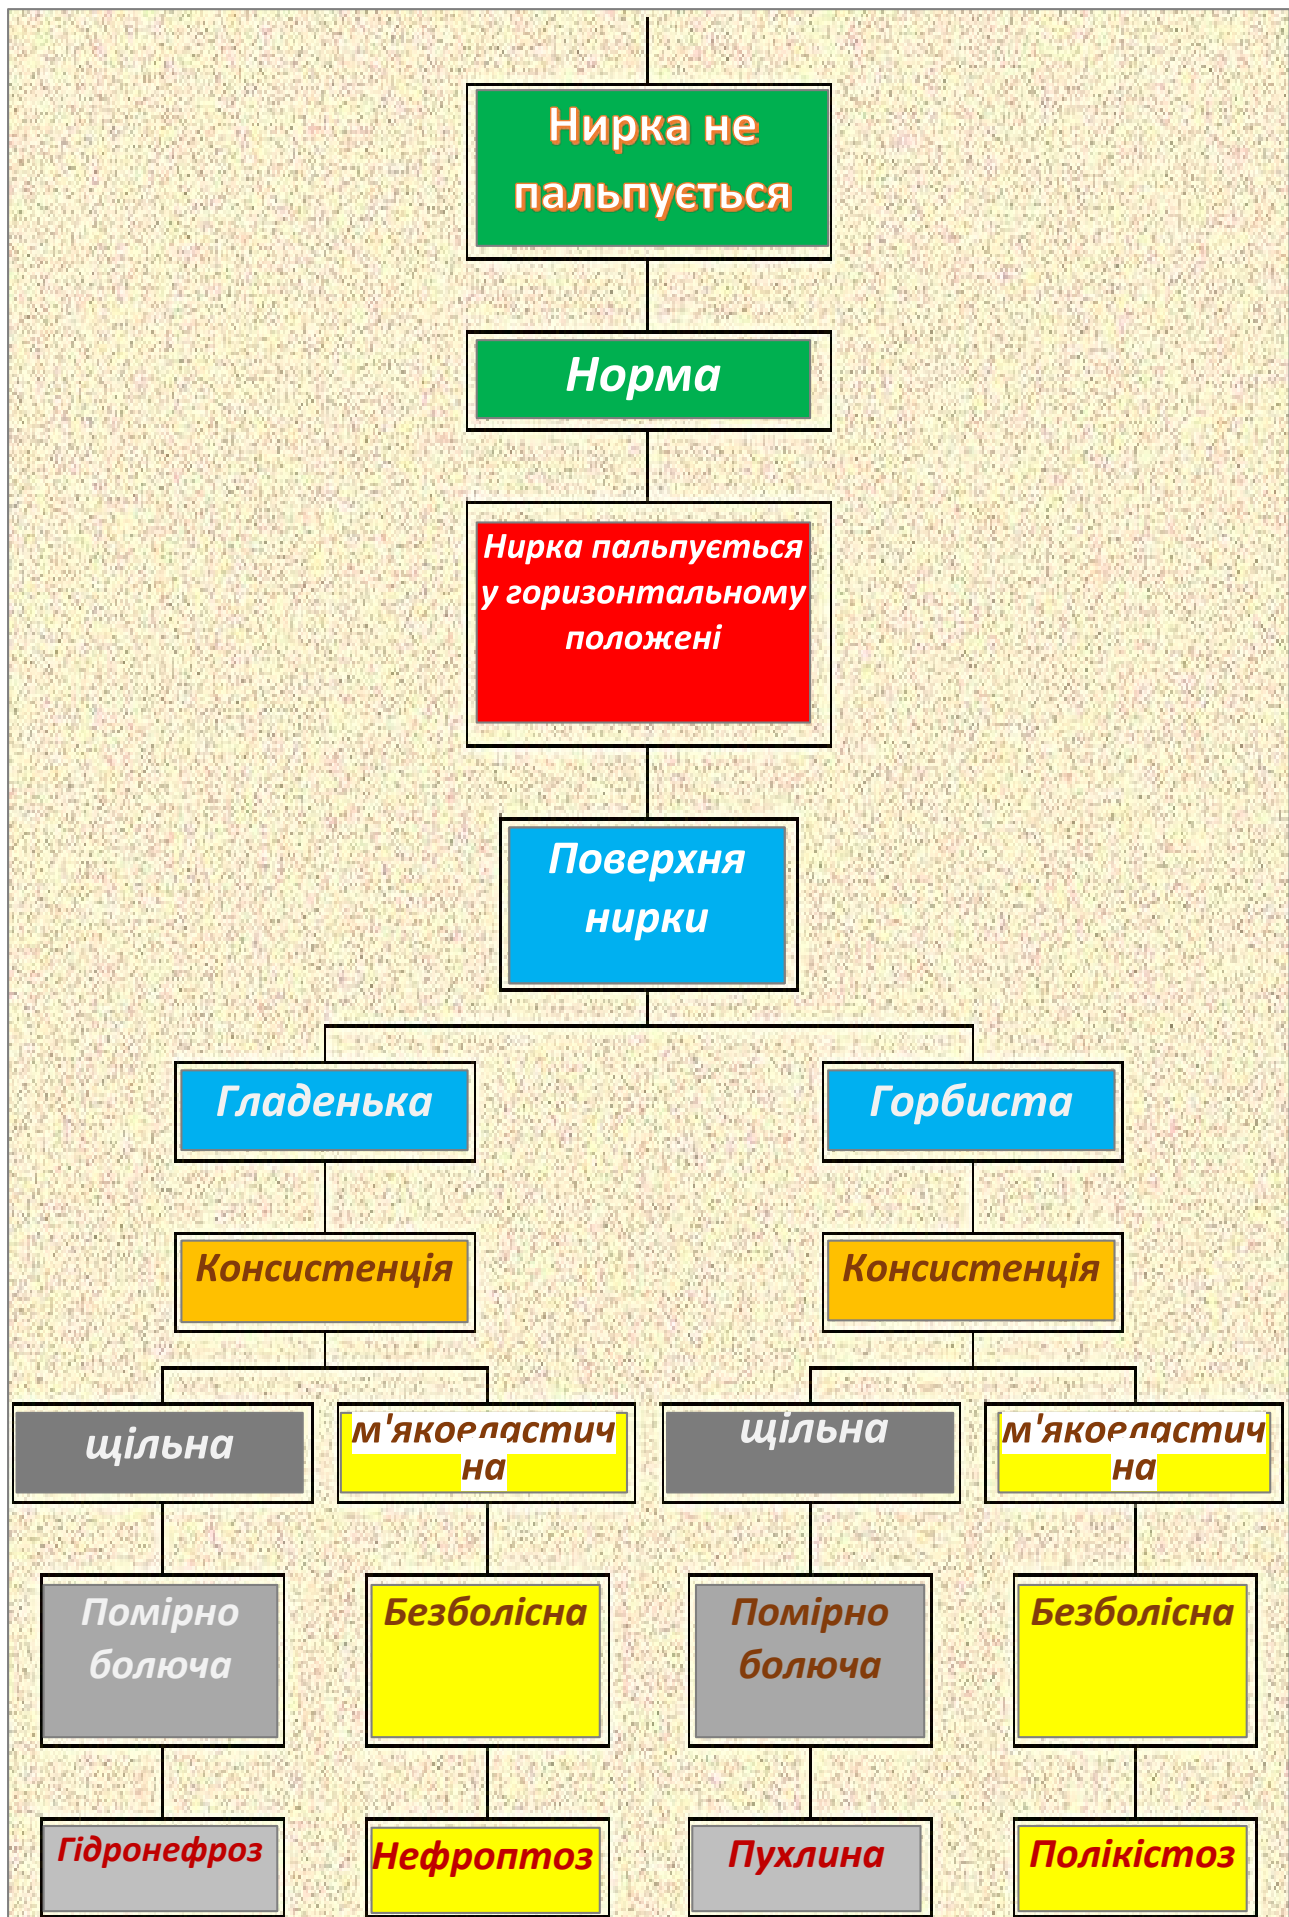 Нирка не
пальпується
Норма
Нирка пальпується
у горизонтальному
положені
Поверхня
нирки
Гладенька
Горбиста
Консистенція
Консистенція
щільна
м'якоеластич
на
щільна
м'якоеластич
на
Помірно
болюча
Безболісна
Помірно
болюча
Безболісна
Гідронефроз
Нефроптоз
Пухлина
Полікістоз